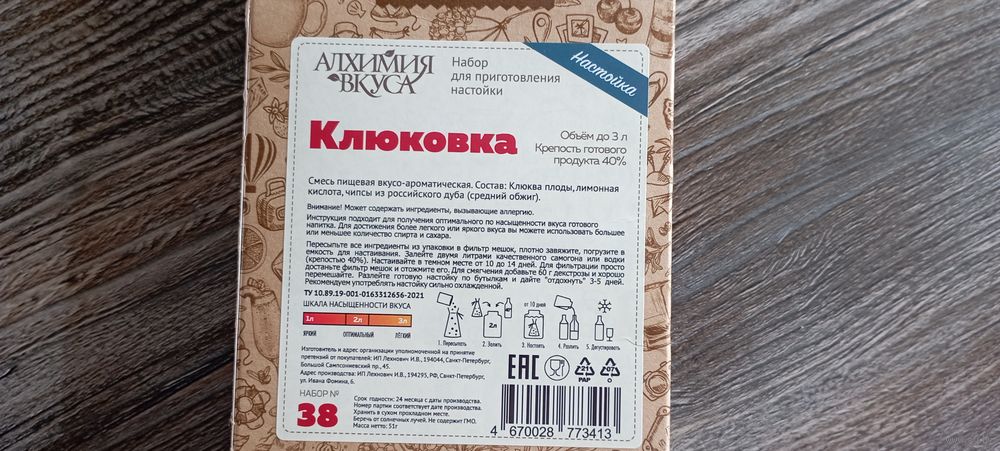 АЛХИМИЯ
ВКУСА
Набор
для приготовления
настойки
Настойка
Клюковка
Объём до 3 л
Крепость готового
продукта 40%
Смесь пищевая вкусо-ароматическая. Состав: Клюква плоды, лимонная
кислота, чипсы из российского дуба (средний обжиг).
Внимание! Может содержать ингредиенты, вызывающие аллергию.
Инструкция подходит для получения оптимального по насыщенности вкуса готового
напитка. Для достижения более легкого или яркого вкуса вы можете использовать большее
или меньшее количество спирта и сахара.
Пересыпьте все ингредиенты из упаковки в фильтр мешок, плотно завяжите, погрузите в
емкость для настаивания. Залейте двумя литрами качественного самогона или водки
(крепостью 40%). Настаивайте в темном месте от 10 до 14 дней. Для фильтрации просто
достаньте фильтр мешок и отожмите его. Для смягчения добавьте 60 г декстрозы и хорошо
перемешайте. Разлейте готовую настойку по бутылкам и дайте "отдохнуть" 3-5 дней.
Рекомендуем употреблять настойку сильно охлажденной.
ТУ 10.89.19-001-0163312656-2021
ШКАЛА НАСЫЩЕННОСТИ ВКУСА
1л 2л 3л
ЯРКИЙ ОПТИМАЛЬНЫЙ ЛЁГКИЙ
2л
от 10 дней
1. Пересыпать 2. Залить 3. Настоять 4. Разлить 5. Дегустировать
Изготовитель и адрес организации уполномоченной на принятие
претензий от покупателей: ИП Лехнович И.В., 194044, Санкт-Петербург,
Большой Сампсониевский пр., 45.
Адрес производства: ИП Лехнович И.В., 194295, РФ, Санкт-Петербург,
ул. Ивана Фомина, 6.
EAC
21
PAP
07
O
НАБОР №
38
Срок годности: 24 месяца с даты производства.
Номер партии соответствует дате производства.
Хранить в сухом прохладном месте.
Беречь от солнечных лучей. Не содержит ГМО.
Масса нетто: 51г
4 670028 773413